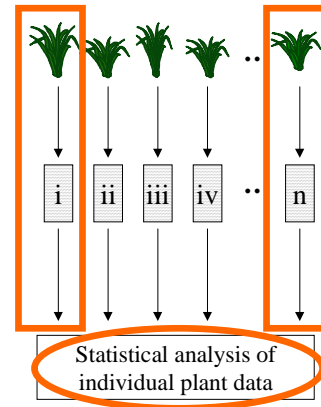 ..
i ii iii iv .. n
Statistical analysis of
individual plant data